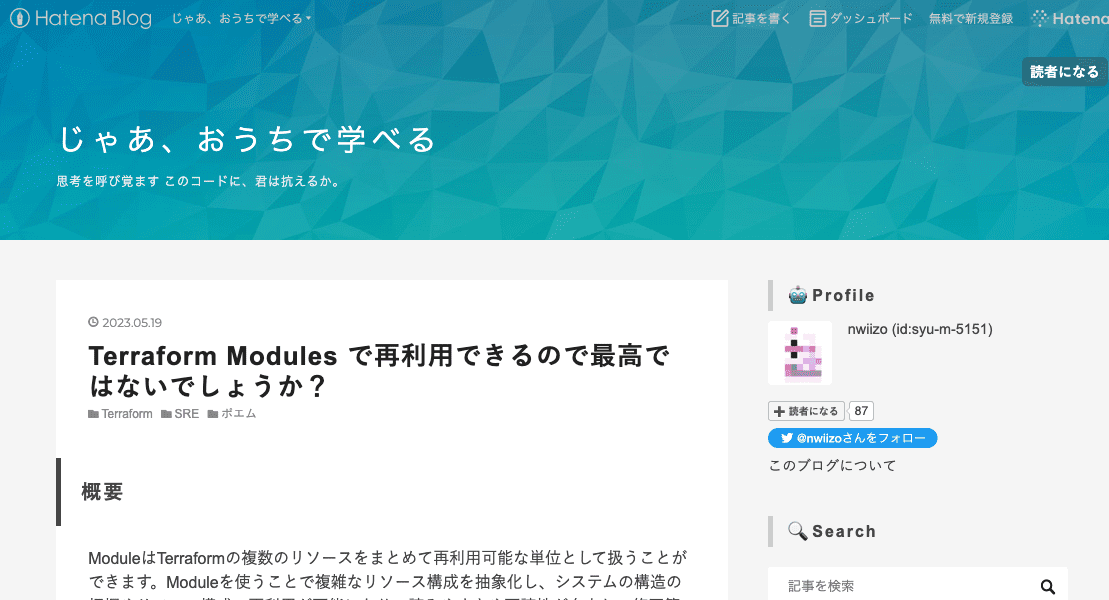 Hatena Blog じゃあ、おうちで学べる 記事を書く ダッシュボード 無料で新規登録 Hatena
読者になる
じゃあ、おうちで学べる
思考を呼び覚ます このコードに、君は抗えるか。
2023.05.19
Terraform Modules で再利用できるので最高で
はないでしょうか？
Terraform SRE ポエム
概要
ModuleはTerraformの複数のリソースをまとめて再利用可能な単位として扱うことが
できます。Moduleを使うことで複雑なリソース構成を抽象化し、システムの構造の
Profile
nwiizo (id:syu-m-5151)
読者になる 87
@nwiizoさんをフォロー
このブログについて
Search
記事を検索